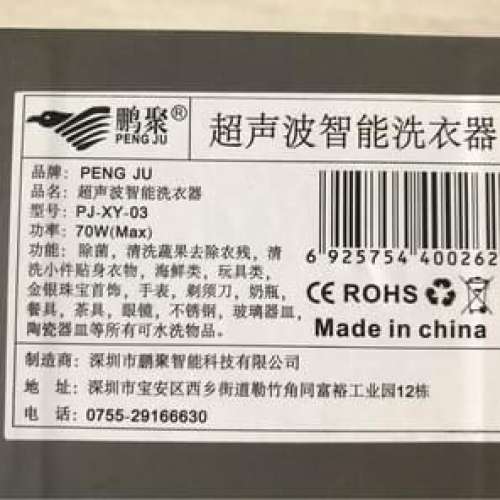 鹏聚®
PENG JU
超声波智能洗衣器
品牌：PENG JU
品名：超声波智能洗衣器
型号：PJ-XY-03
功率：70W(Max)
功能：除菌，清洗蔬果去除农残，清
洗小件贴身衣物，海鲜类，玩具类，
金银珠宝首饰，手表，剃须刀，奶瓶，
餐具，茶具，眼镜，不锈钢，玻璃器皿，
陶瓷器皿等所有可水洗物品。
6 925754 400262
CE ROHS
Made in china
制造商：深圳市鹏聚智能科技有限公司
地址：深圳市宝安区西乡街道勒竹角同富裕工业园12栋
电话：0755-29166630